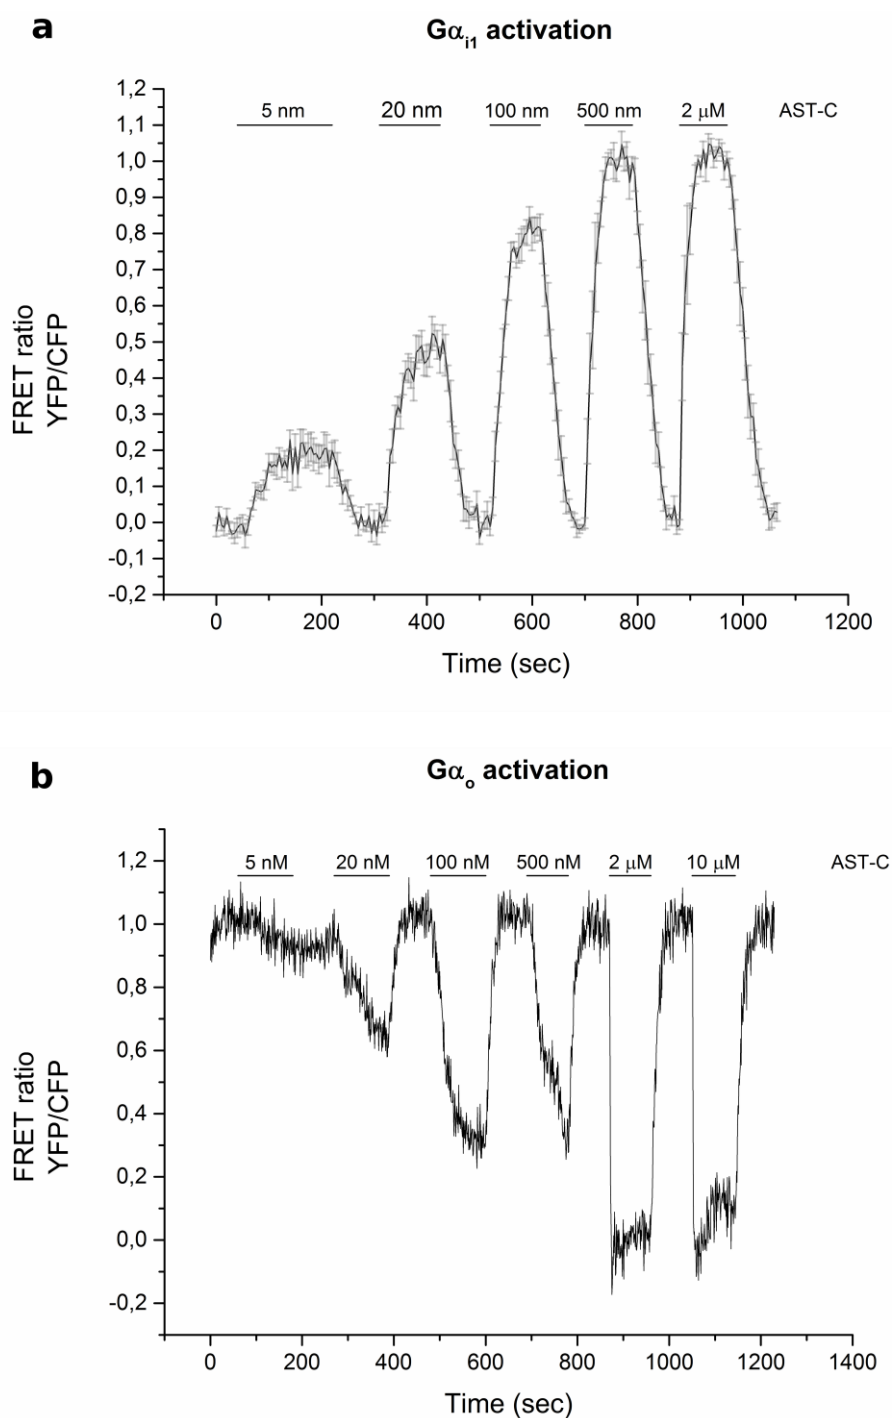 a
Gαi1 activation
1,2
1,1
1,0
0,9
0,8
0,7
0,6
0,5
0,4
0,3
0,2
0,1
0,0
-0,1
-0,2
5 nm 20 nm 100 nm 500 nm 2 μM AST-C
FRET ratio
YFP/CFP
0 200 400 600 800 1000 1200
Time (sec)
b
Gαo activation
1,2
1,0
0,8
0,6
0,4
0,2
0,0
-0,2
5 nM 20 nM 100 nM 500 nM 2 μM 10 μM AST-C
FRET ratio
YFP/CFP
0 200 400 600 800 1000 1200 1400
Time (sec)